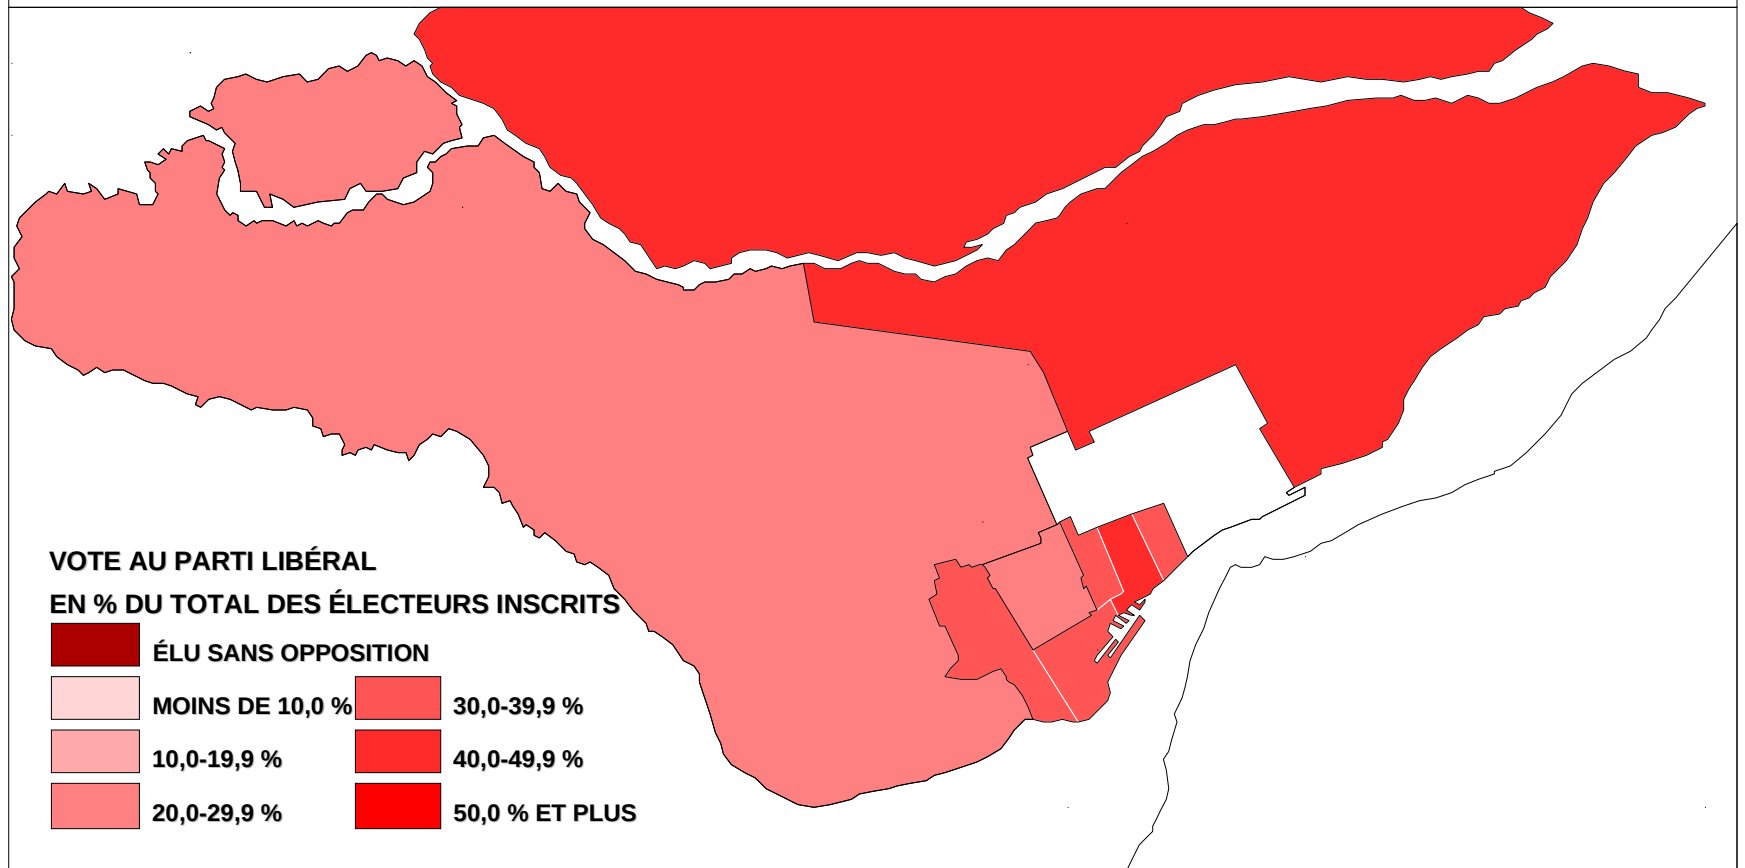 VOTE AU PARTI LIBÉRAL
EN % DU TOTAL DES ÉLECTEURS INSCRITS
ÉLU SANS OPPOSITION
MOINS DE 10,0 %
30,0-39,9 %
10,0-19,9 %
40,0-49,9 %
20,0-29,9 %
50,0 % ET PLUS